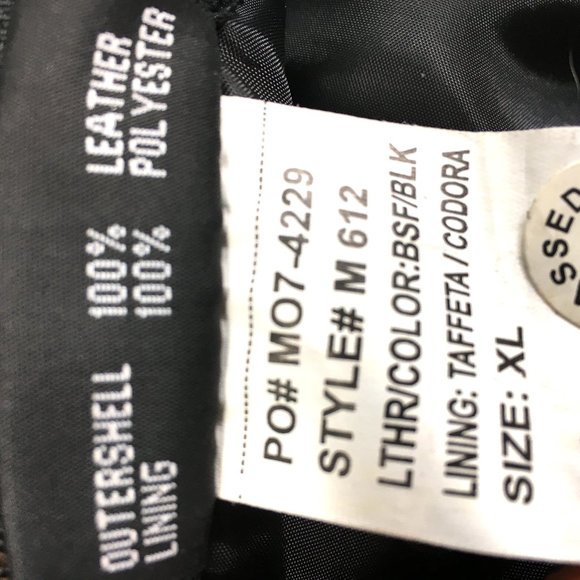 OUTERSHELL 100% LEATHER
LINING 100% POLYESTER
PO# MO7-4229
STYLE# M 612
LTHR/COLOR:BSF/BLK
LINING: TAFFETA / CODORA
SIZE: XL
SSED